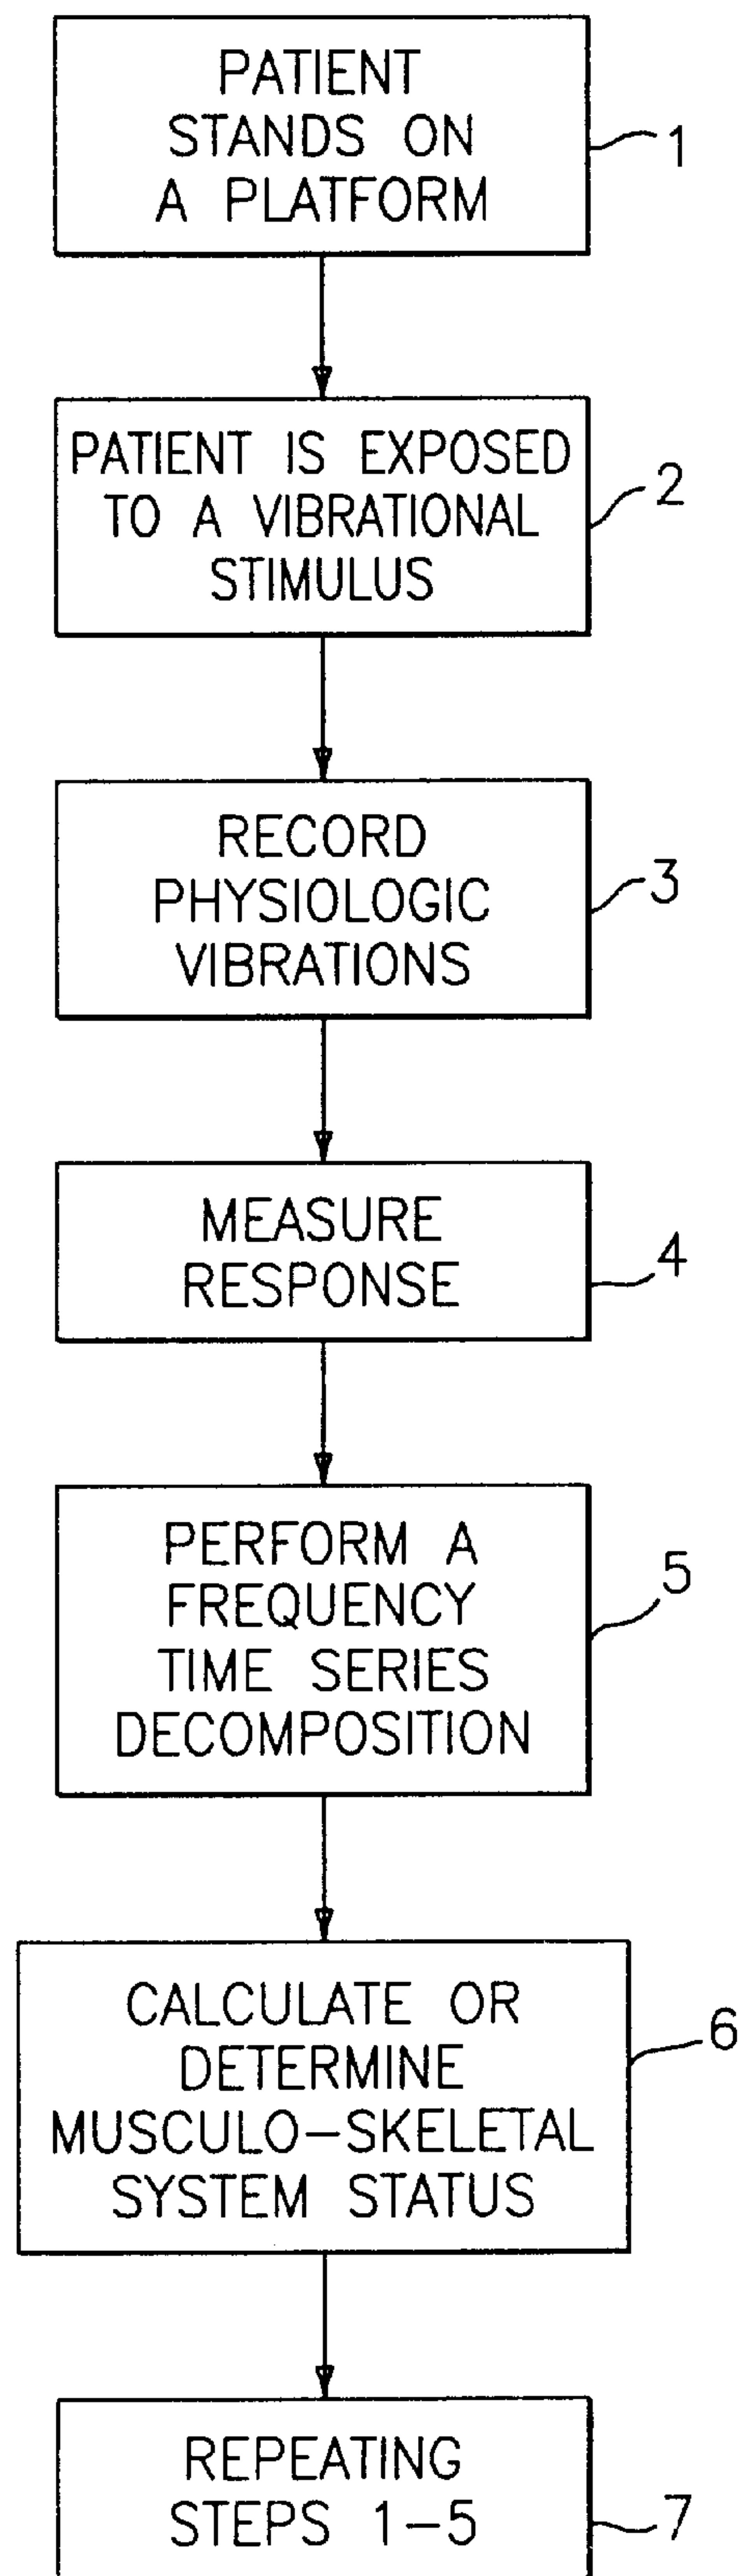 PATIENT
STANDS ON
A PLATFORM
1
PATIENT IS EXPOSED
TO A VIBRATIONAL
STIMULUS
2
RECORD
PHYSIOLOGIC
VIBRATIONS
3
MEASURE
RESPONSE
4
PERFORM A
FREQUENCY
TIME SERIES
DECOMPOSITION
5
CALCULATE OR
DETERMINE
MUSCULO-SKELETAL
SYSTEM STATUS
6
REPEATING
STEPS 1-5
7